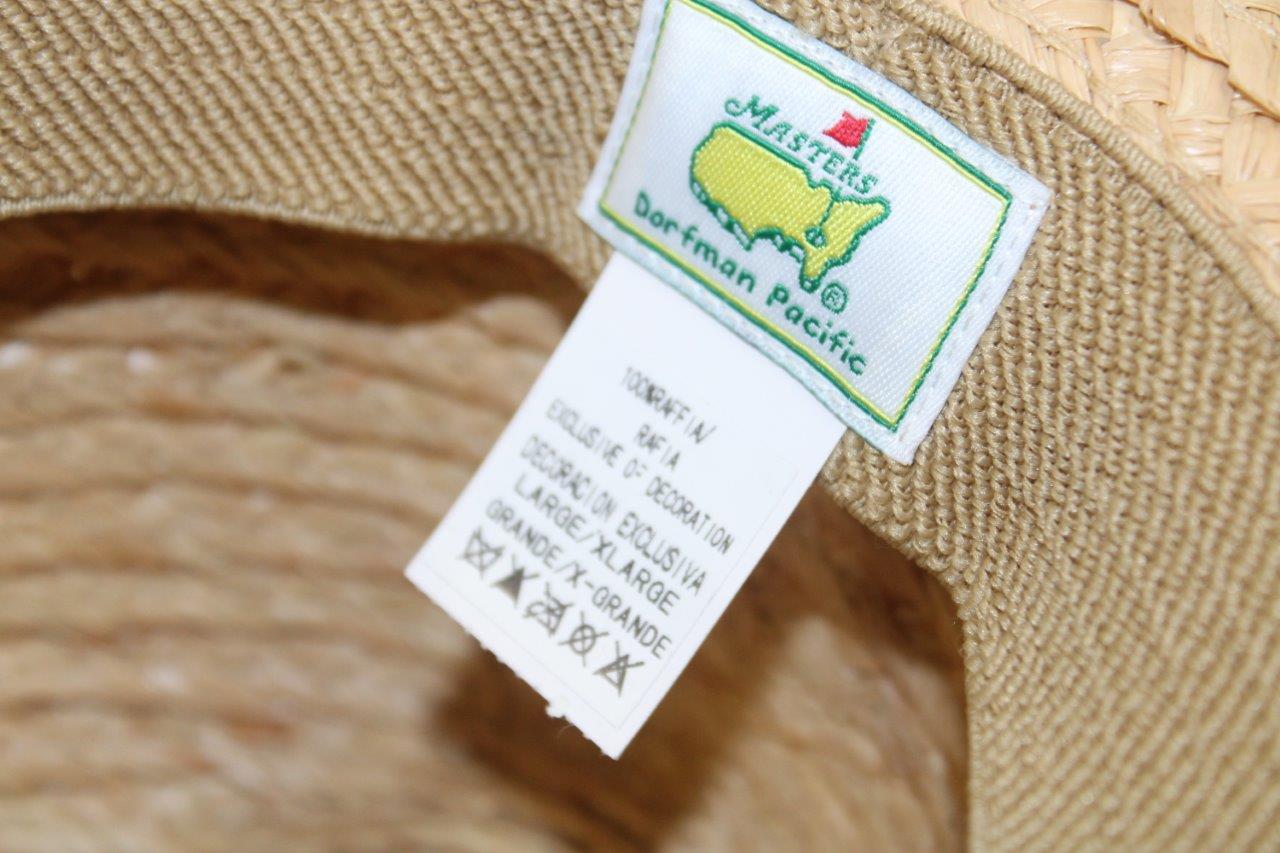 MASTERS
®
Dorfman Pacific
100%RAFFIA/
RAFIA
EXCLUSIVE OF DECORATION
DECORACION EXCLUSIVA
LARGE/XLARGE
GRANDE/X-GRANDE